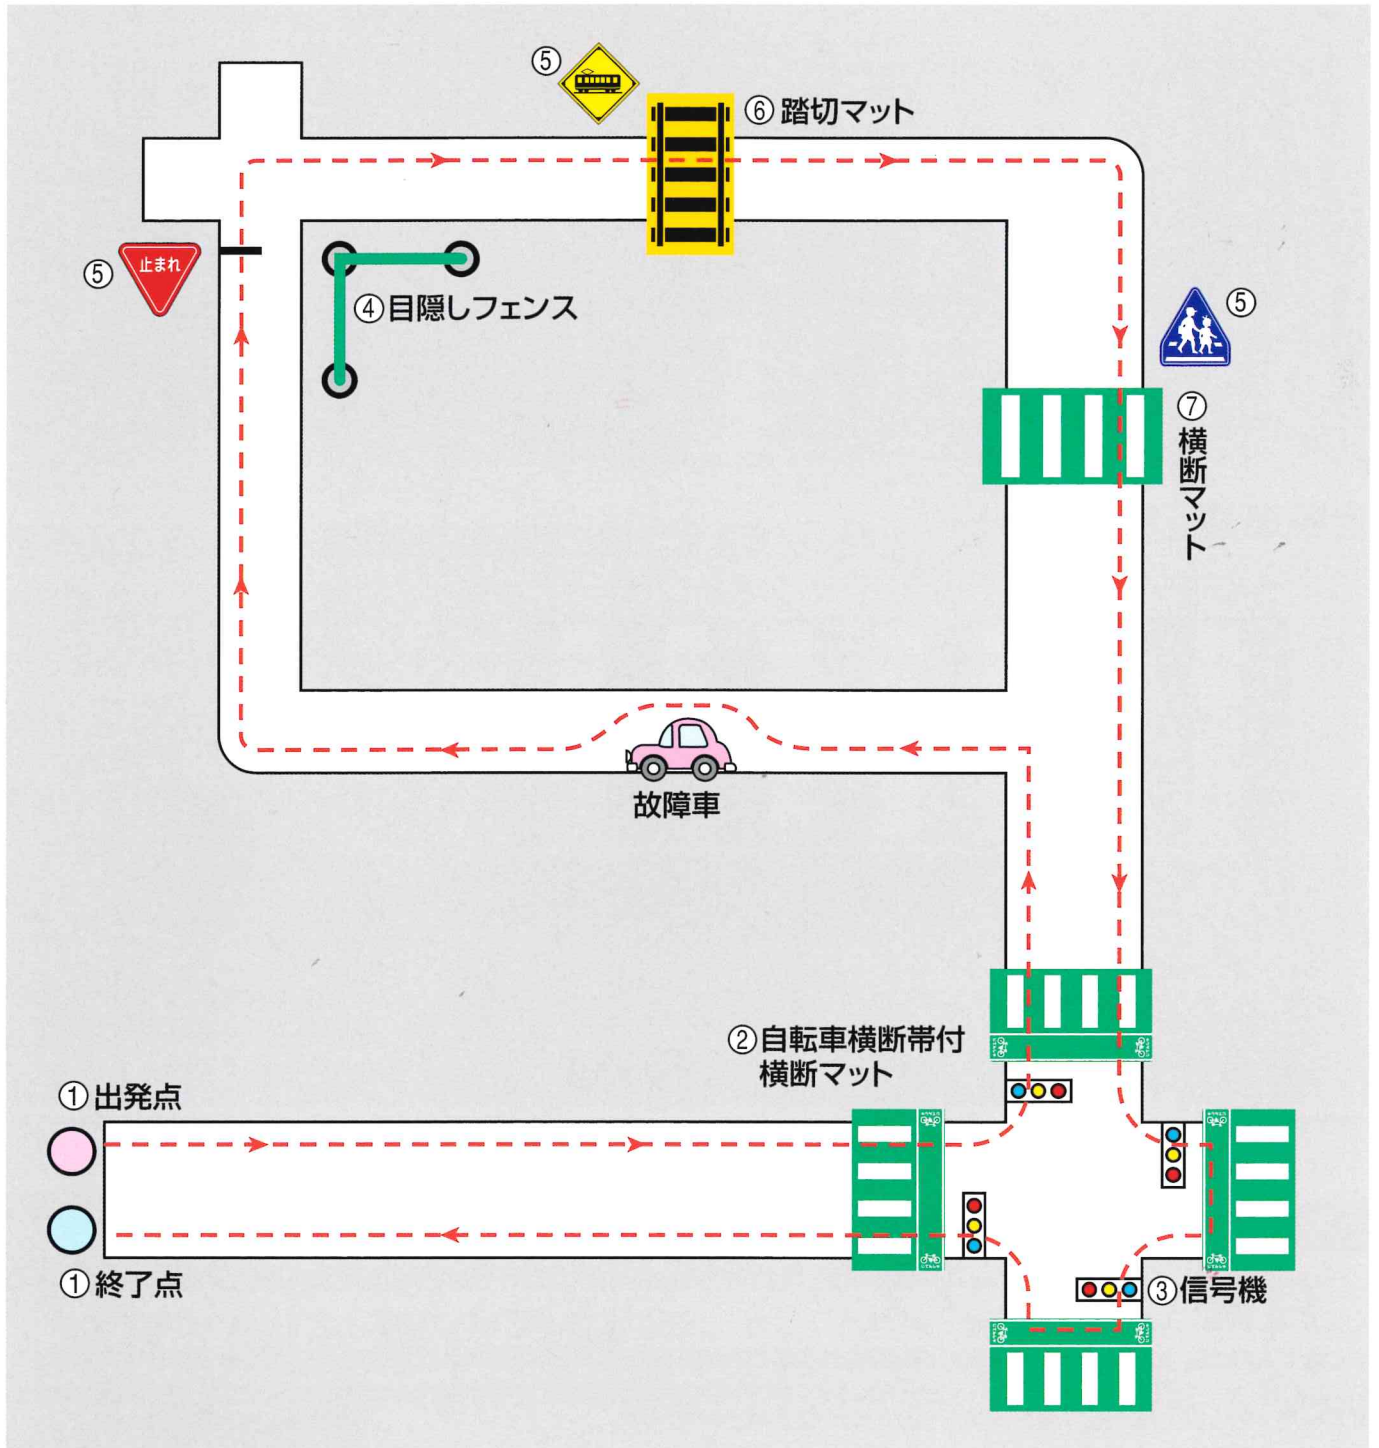 ⑤
⑥踏切マット
⑤
止まれ
④目隠しフェンス
⑤
⑦横断マット
故障車
②自転車横断帯付
横断マット
①出発点
①終了点
③信号機